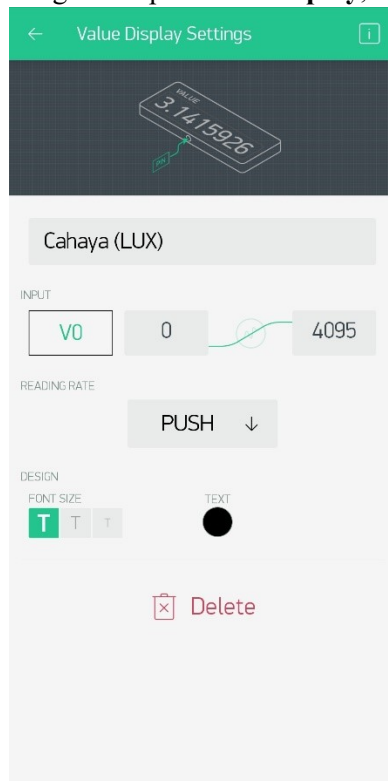 Value Display Settings
i
VALUE
3.1415926
PIN
Cahaya (LUX)
INPUT
V0 0 4095
READING RATE
PUSH ↓
DESIGN
FONT SIZE TEXT
T T T
Delete